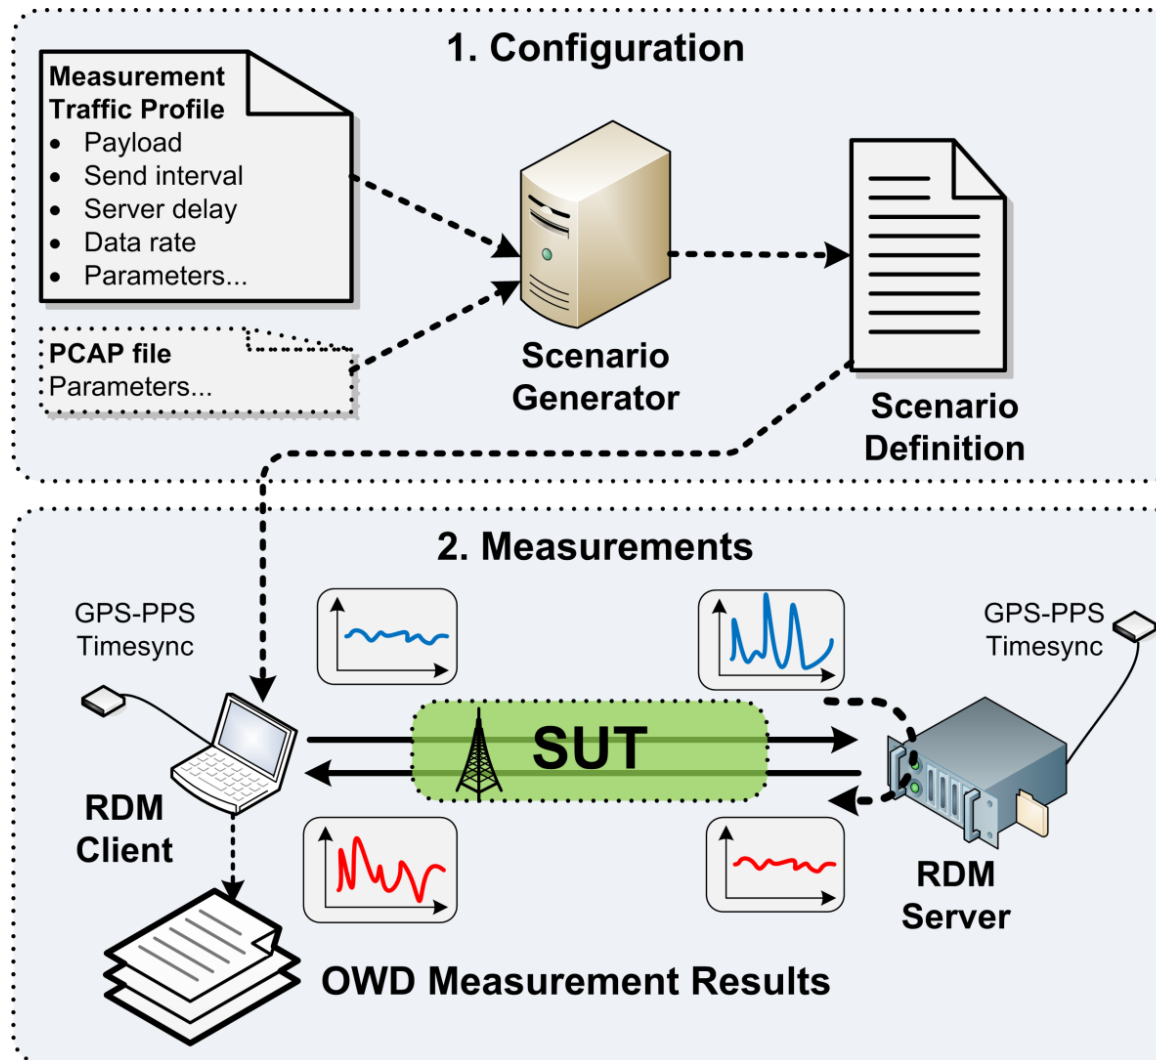 1. Configuration
Measurement
Traffic Profile
• Payload
• Send interval
• Server delay
• Data rate
• Parameters...
PCAP file
Parameters...
Scenario
Generator
Scenario
Definition
2. Measurements
GPS-PPS
Timesync
GPS-PPS
Timesync
SUT
RDM
Client
RDM
Server
OWD Measurement Results